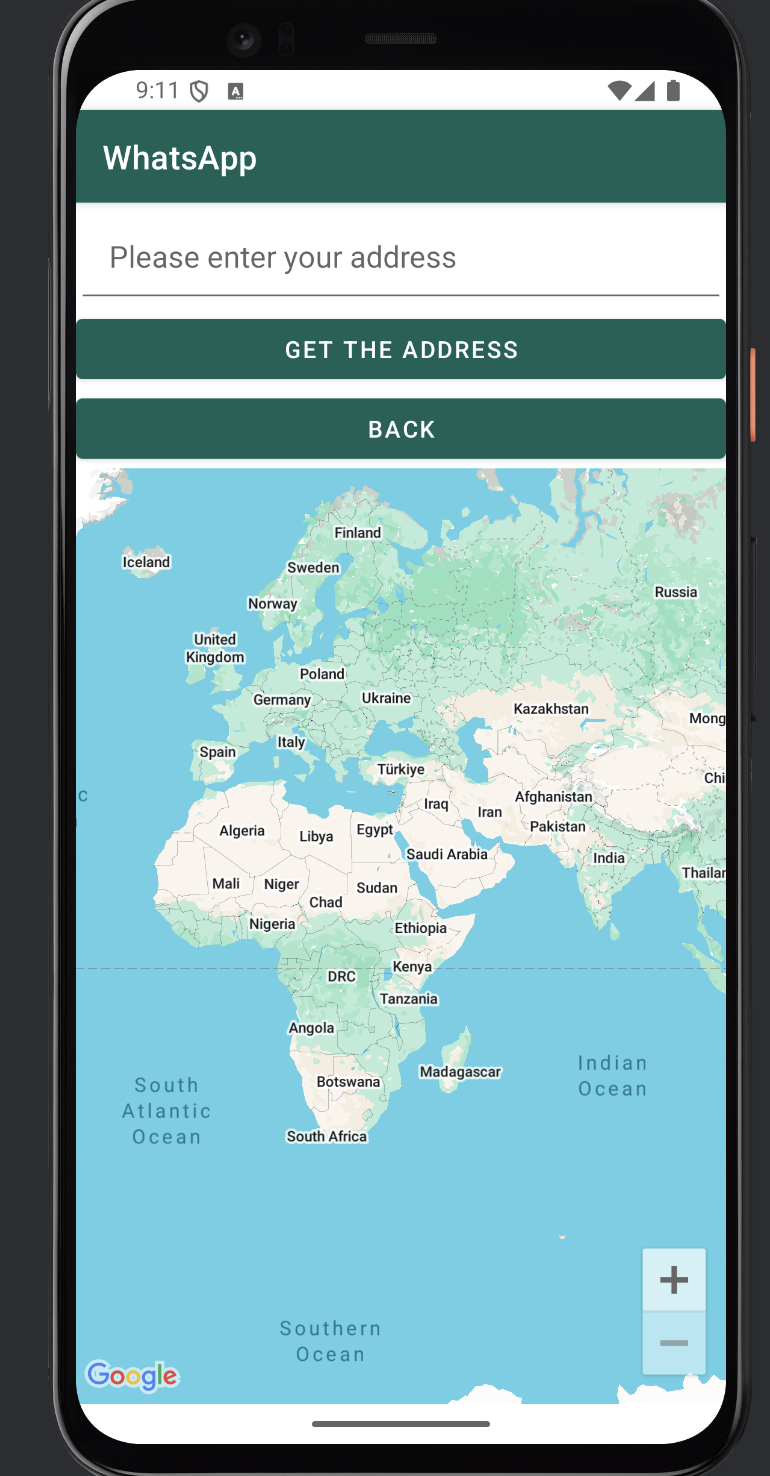 9:11
A
WhatsApp
Please enter your address
GET THE ADDRESS
BACK
Finland
Iceland
Sweden
Russia
Norway
United
Kingdom
Poland
Germany
Ukraine
Kazakhstan
Mong
Italy
Spain
Türkiye
Chi
c
Iraq
Afghanistan
Iran
Pakistan
Algeria
Libya
Egypt
Saudi Arabia
India
Thailar
Mali
Niger
Sudan
Chad
Nigeria
Ethiopia
Kenya
DRC
Tanzania
Angola
Madagascar
Indian
Ocean
Botswana
South
Atlantic
Ocean
South Africa
+
−
Southern
Ocean
Google